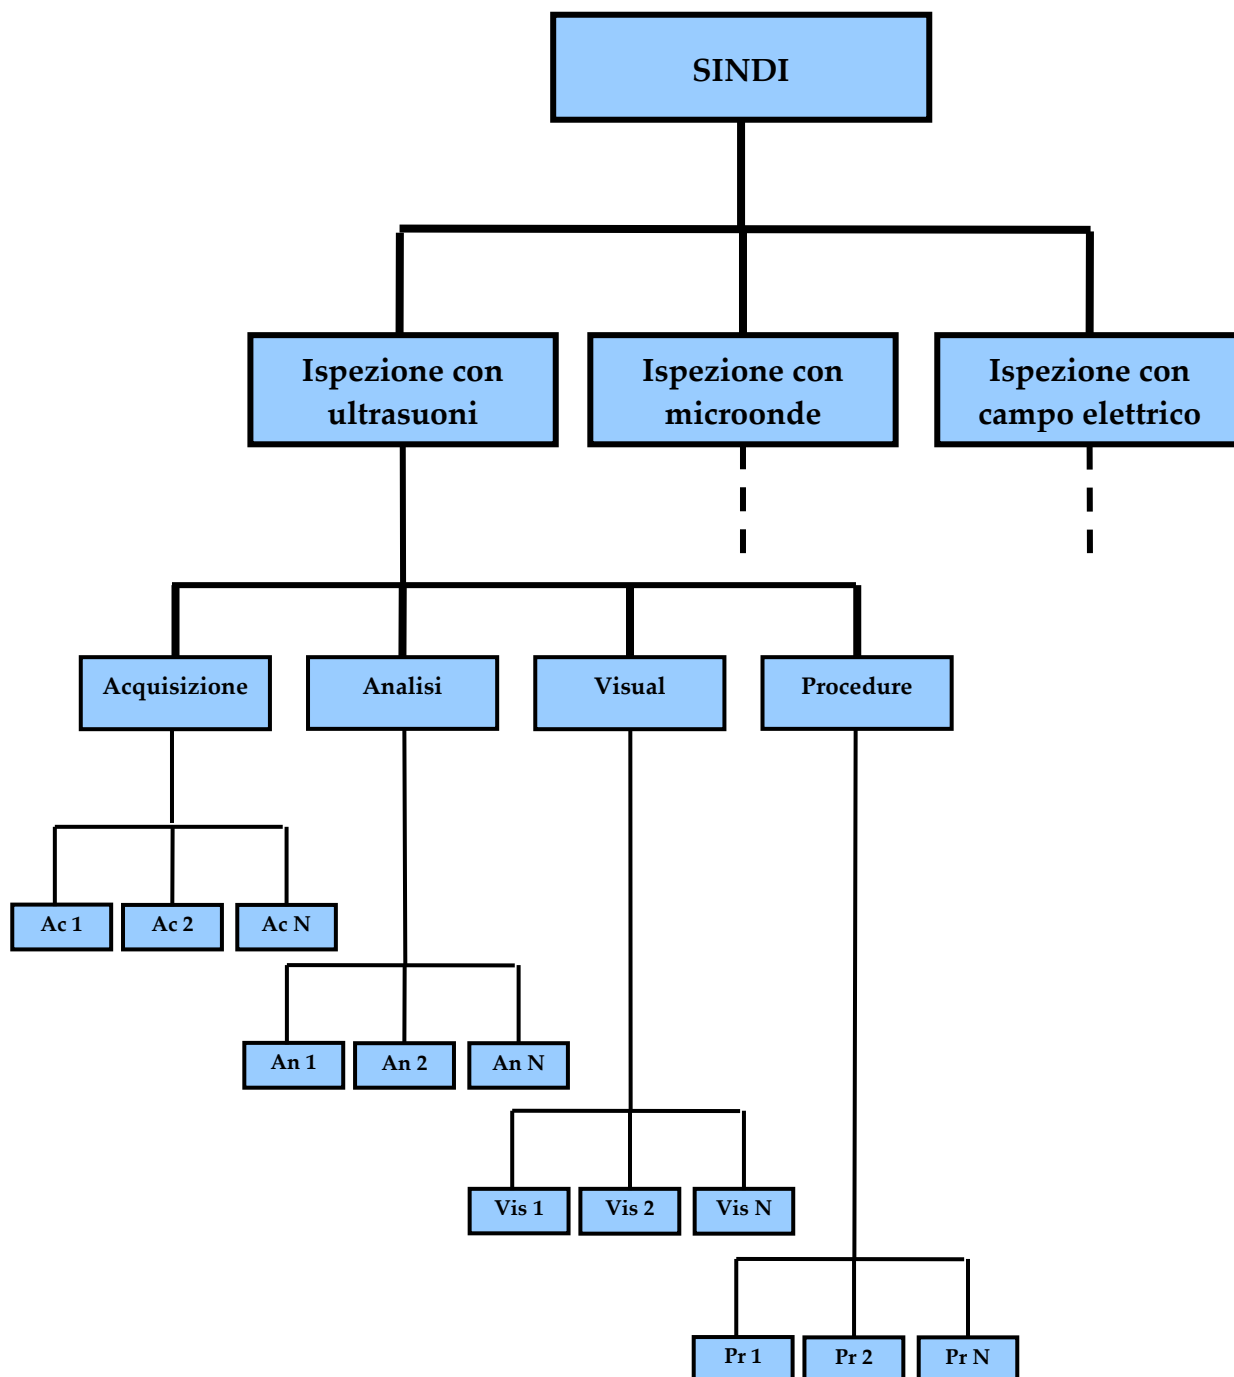 SINDI
Ispezione con
ultrasuoni
Ispezione con
microonde
Ispezione con
campo elettrico
Acquisizione
Analisi
Visual
Procedure
Ac 1
Ac 2
Ac N
An 1
An 2
An N
Vis 1
Vis 2
Vis N
Pr 1
Pr 2
Pr N